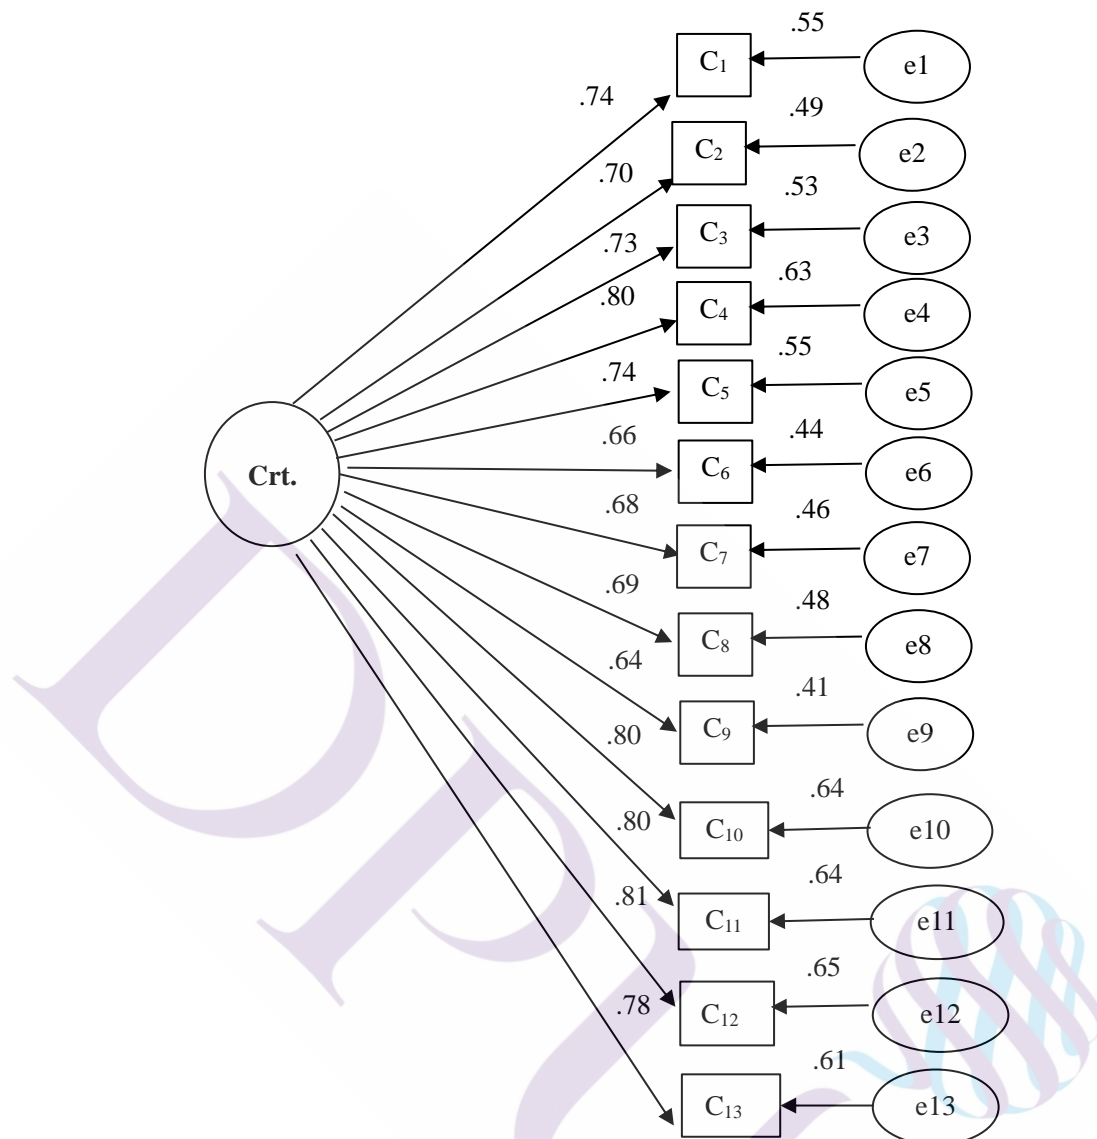 .55
C1
e1
.74
.49
C2
e2
.70
.53
C3
e3
.73
.63
.80
C4
e4
.55
.74
C5
e5
.44
.66
C6
e6
Crt.
.68
.46
C7
e7
.69
.48
C8
e8
.64
.41
C9
e9
.80
.64
C10
e10
.80
.64
.81
C11
e11
.65
.78
C12
e12
.61
C13
e13